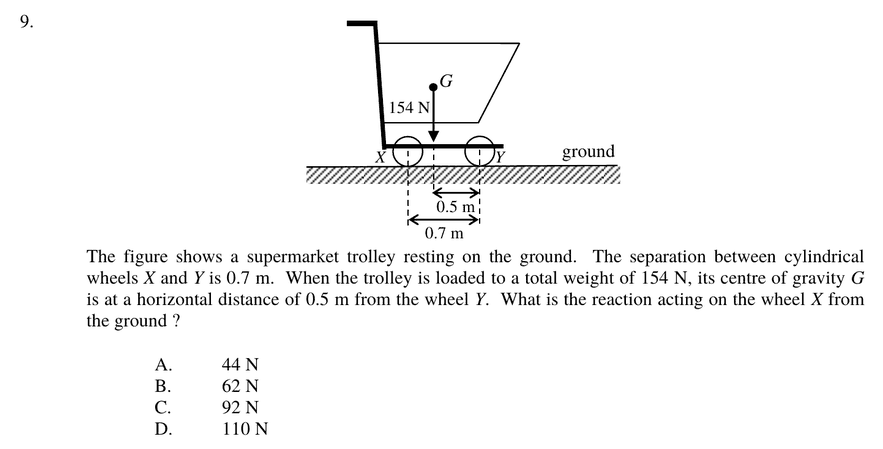 9.
G
154 N
X
Y
ground
0.5 m
0.7 m
The figure shows a supermarket trolley resting on the ground. The separation between cylindrical
wheels X and Y is 0.7 m. When the trolley is loaded to a total weight of 154 N, its centre of gravity G
is at a horizontal distance of 0.5 m from the wheel Y. What is the reaction acting on the wheel X from
the ground ?
A. 44 N
B. 62 N
C. 92 N
D. 110 N